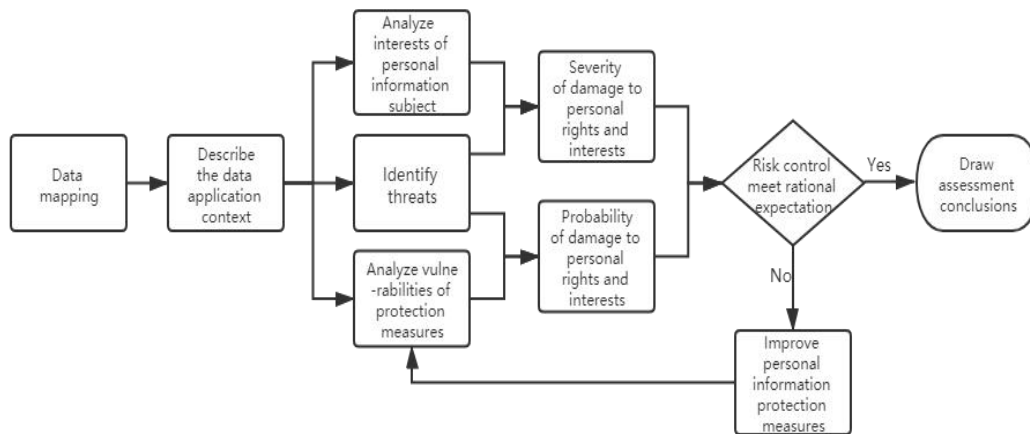 Data
mapping
Describe
the data
application
context
Analyze
interests of
personal
information
subject
Identify
threats
Analyze vulne
-rabilities of
protection
measures
Severity
of damage to
personal
rights and
interests
Probability
of damage to
personal
rights and
interests
Risk control
meet rational
expectation
Yes
Draw
assessment
conclusions
No
Improve
personal
information
protection
measures